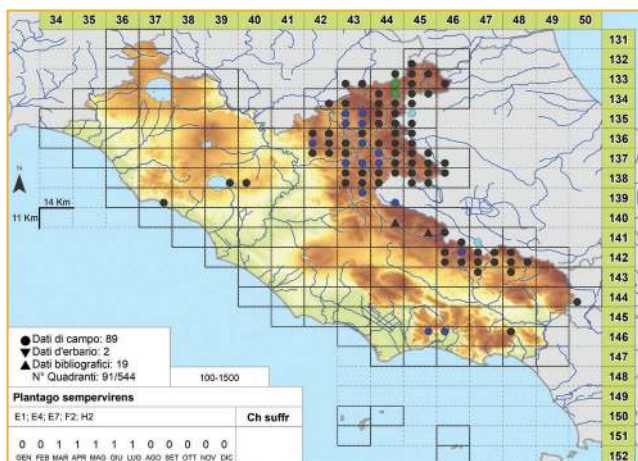 34 35 36 37 38 39 40 41 42 43 44 45 46 47 48 49 50
131
132
133
134
135
136
137
138
139
140
141
142
143
144
145
146
147
148
149
150
151
152
N
14 Km
11 Km
Dati di campo: 89
Dati d'erbario: 2
Dati bibliografici: 19
N° Quadranti: 91/544
100-1500
Plantago sempervirens
E1; E4; E7; F2; H2
Ch suffr
0 0 1 1 1 1 1 0 0 0 0 0
GEN FEB MAR APR MAG GIU LUG AGO SET OTT NOV DIC